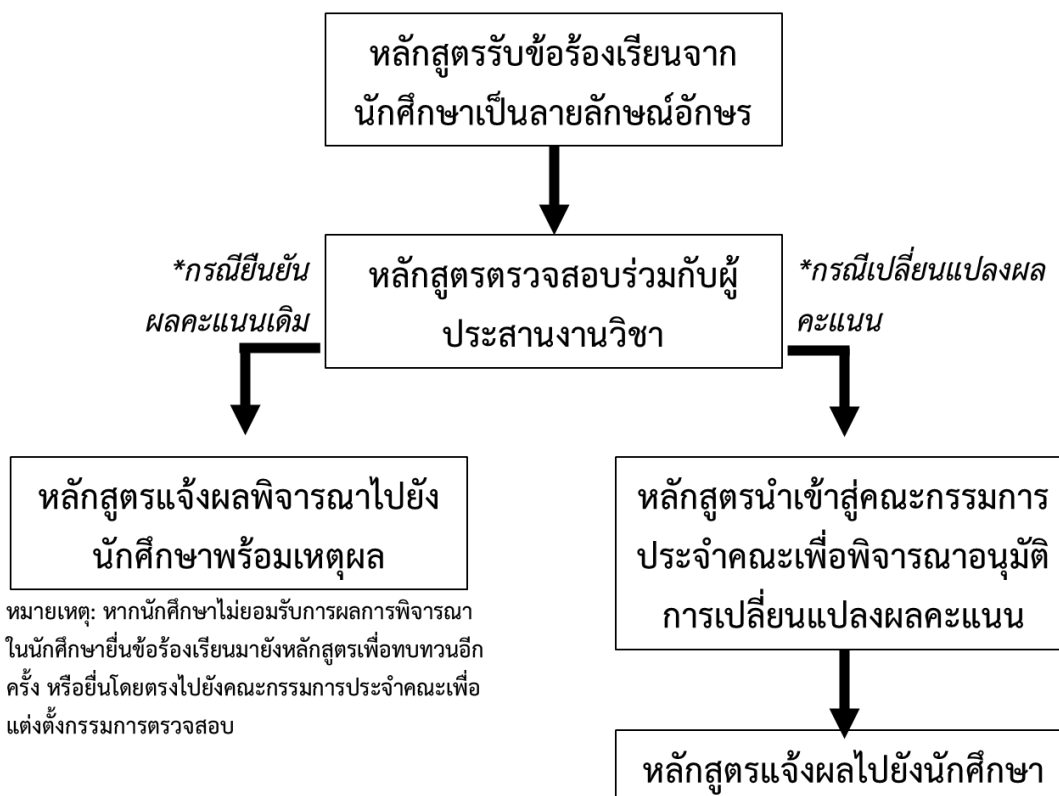 หลักสูตรรับข้อร้องเรียนจาก
นักศึกษาเป็นลายลักษณ์อักษร
*กรณียืนยัน
ผลคะแนนเดิม
หลักสูตรตรวจสอบร่วมกับผู้
ประสานงานวิชา
*กรณีเปลี่ยนแปลงผล
คะแนน
หลักสูตรแจ้งผลพิจารณาไปยัง
นักศึกษาพร้อมเหตุผล
หมายเหตุ: หากนักศึกษาไม่ยอมรับการผลการพิจารณา
ในนักศึกษายื่นข้อร้องเรียนมายังหลักสูตรเพื่อทบทวนอีก
ครั้ง หรือยื่นโดยตรงไปยังคณะกรรมการประจำคณะเพื่อ
แต่งตั้งกรรมการตรวจสอบ
หลักสูตรนำเข้าสู่คณะกรรมการ
ประจำคณะเพื่อพิจารณาอนุมัติ
การเปลี่ยนแปลงผลคะแนน
หลักสูตรแจ้งผลไปยังนักศึกษา